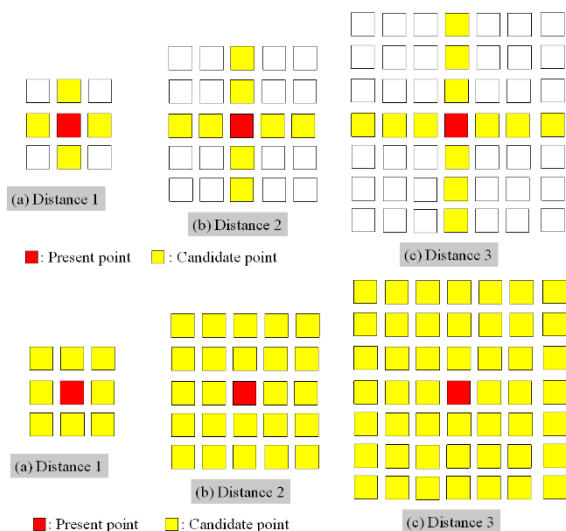 (a) Distance 1
(b) Distance 2
(c) Distance 3
: Present point : Candidate point
(a) Distance 1
(b) Distance 2
(c) Distance 3
: Present point : Candidate point